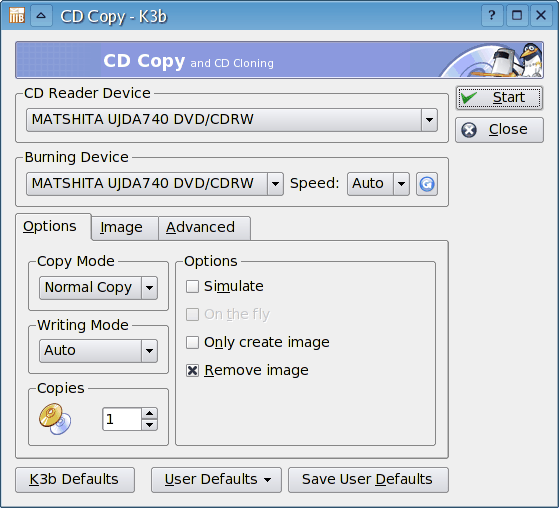 CD Copy - K3b
CD Copy and CD Cloning
CD Reader Device
MATSHITA UJDA740 DVD/CDRW
Start
Close
Burning Device
MATSHITA UJDA740 DVD/CDRW Speed: Auto
Options Image Advanced
Copy Mode
Normal Copy
Writing Mode
Auto
Copies
1
Options
Simulate
On the fly
Only create image
Remove image
K3b Defaults User Defaults Save User Defaults